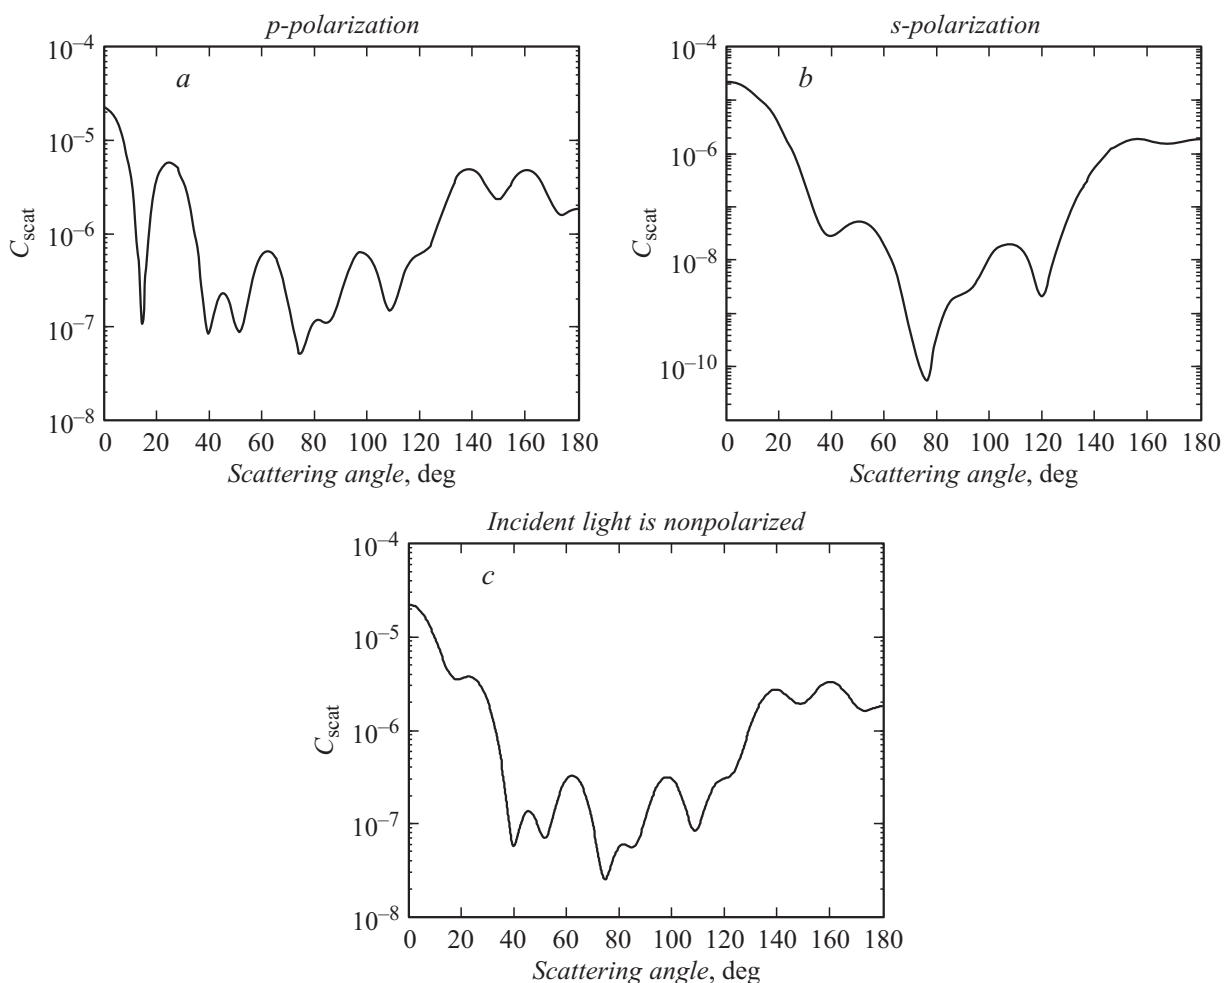 p-polarization
a
C_scat
10⁻⁴
10⁻⁵
10⁻⁶
10⁻⁷
10⁻⁸
0 20 40 60 80 100 120 140 160 180
Scattering angle, deg
s-polarization
b
C_scat
10⁻⁴
10⁻⁶
10⁻⁸
10⁻¹⁰
0 20 40 60 80 100 120 140 160 180
Scattering angle, deg
Incident light is nonpolarized
c
C_scat
10⁻⁴
10⁻⁵
10⁻⁶
10⁻⁷
10⁻⁸
0 20 40 60 80 100 120 140 160 180
Scattering angle, deg